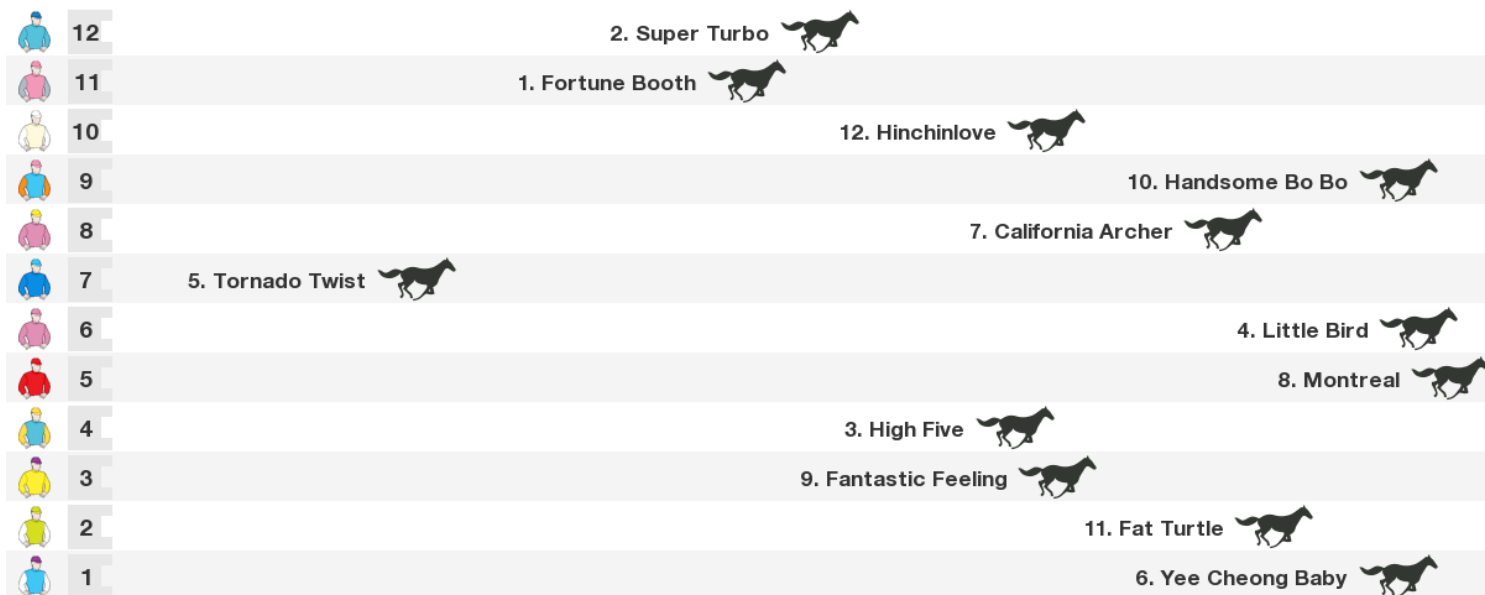 12 2. Super Turbo
11 1. Fortune Booth
10 12. Hinchinlove
9 10. Handsome Bo Bo
8 7. California Archer
7 5. Tornado Twist
6 4. Little Bird
5 8. Montreal
4 3. High Five
3 9. Fantastic Feeling
2 11. Fat Turtle
1 6. Yee Cheong Baby